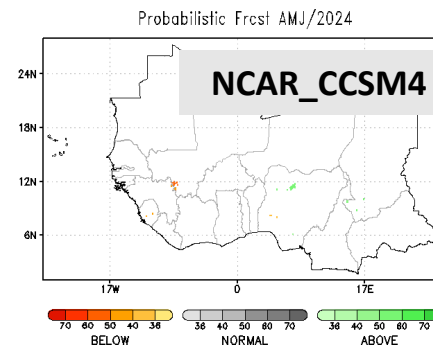 Probabilistic Frcst AMJ/2024
NCAR_CCSM4
24N
18N
12N
6N
17W 0 17E
70 60 50 40 36 36 40 50 60 70 36 40 50 60 70
BELOW NORMAL ABOVE